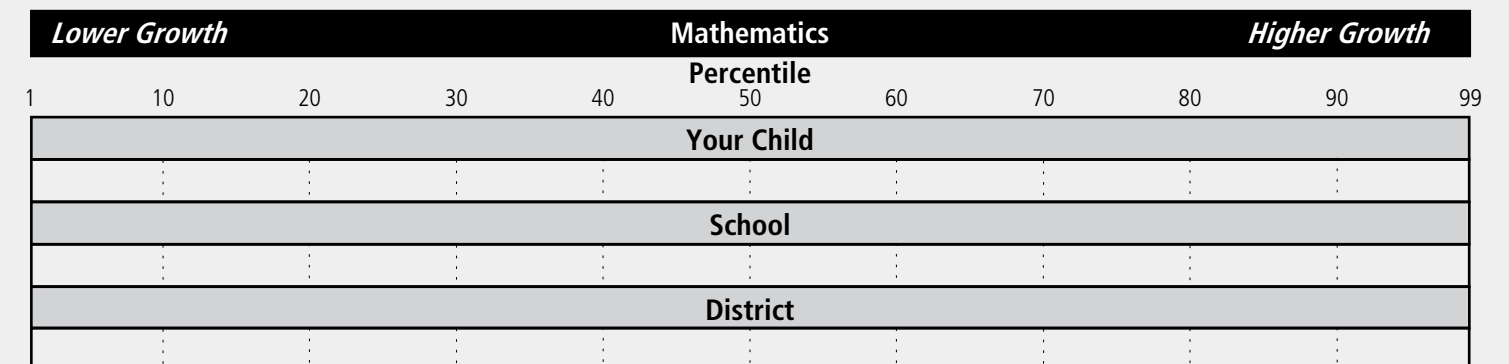 Lower Growth Mathematics Higher Growth
Percentile
1 10 20 30 40 50 60 70 80 90 99
Your Child
School
District